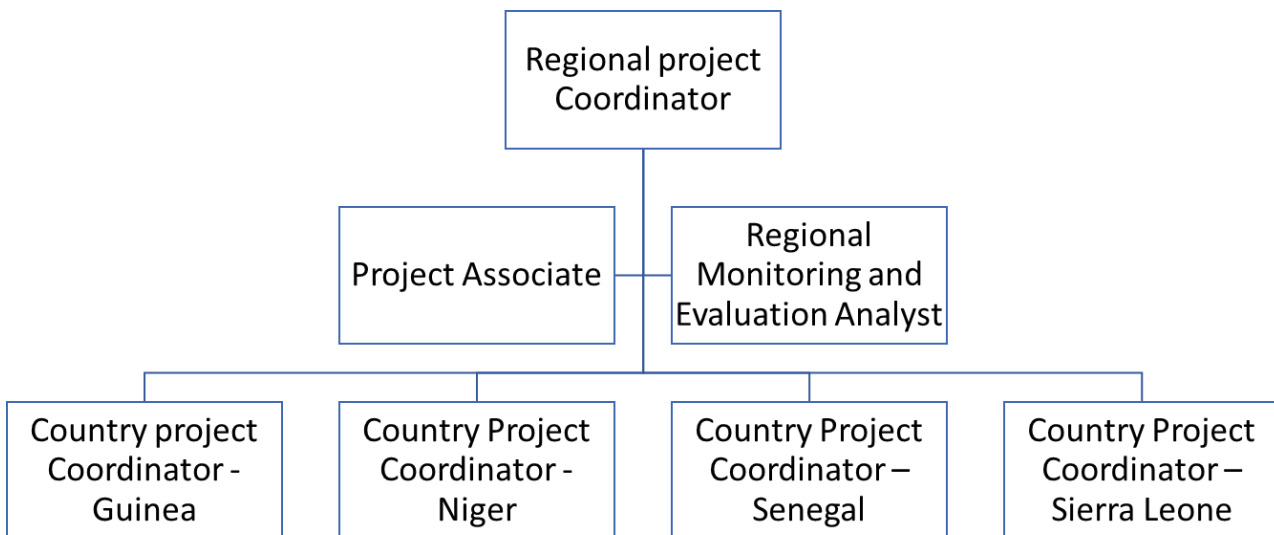 Regional project
Coordinator
Project Associate
Regional
Monitoring and
Evaluation Analyst
Country project
Coordinator -
Guinea
Country Project
Coordinator -
Niger
Country Project
Coordinator –
Senegal
Country Project
Coordinator –
Sierra Leone